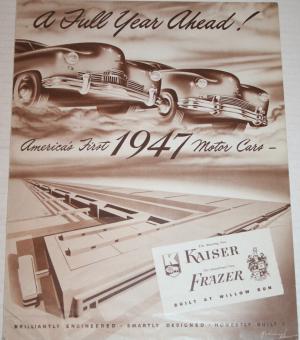 A Full Year Ahead!
America's First 1947 Motor Cars —
K
KAISER
FRAZER
BUILT AT WILLOW RUN
BRILLIANTLY ENGINEERED - SMARTLY DESIGNED - HONESTLY BUILT